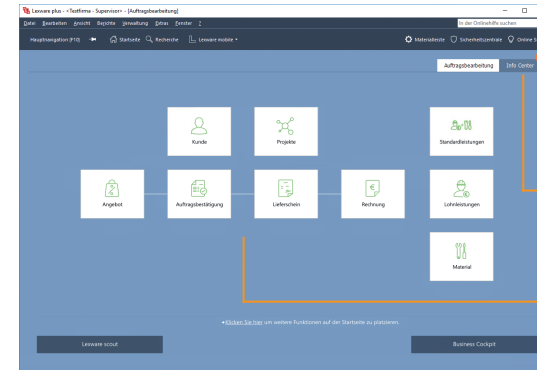 Lexware plus - <Testfirma - Supervisor> - [Auftragsbearbeitung]
Datei Bearbeiten Ansicht Berichte Verwaltung Extras Fenster ?
In der Onlinehilfe suchen
Hauptnavigation (F10) Startseite Recherche Lexware mobile Materialleiste Sicherheitszentrale Online S
Auftragsbearbeitung Info Center
Kunde Projekte Standardleistungen
Angebot Auftragsbestätigung Lieferschein Rechnung Lohnleistungen
Material
Klicken Sie hier um weitere Funktionen auf der Startseite zu platzieren.
Lexware scout Business Cockpit